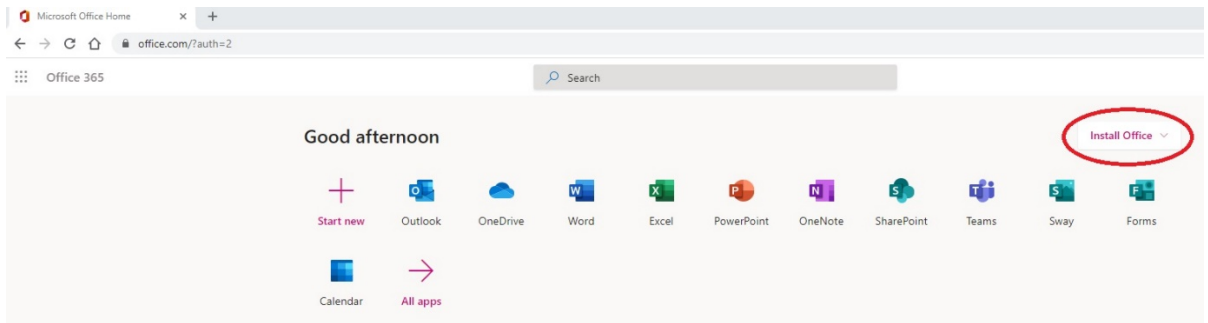 Microsoft Office Home
office.com/?auth=2
Office 365
Search
Good afternoon
Install Office
Start new
Outlook
OneDrive
Word
Excel
PowerPoint
OneNote
SharePoint
Teams
Sway
Forms
Calendar
All apps